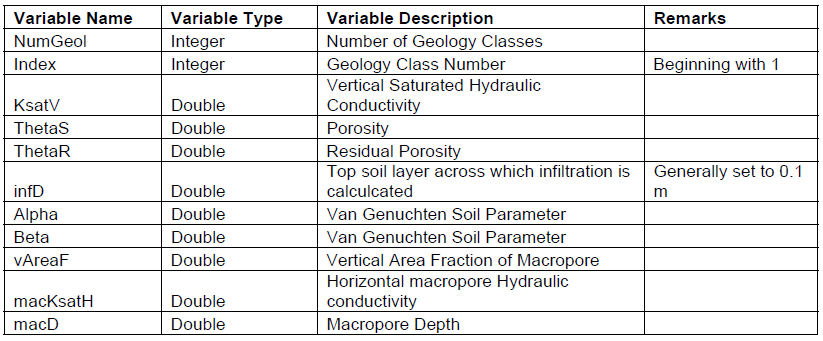 Variable Name Variable Type Variable Description Remarks
NumGeol Integer Number of Geology Classes
Index Integer Geology Class Number Beginning with 1
Vertical Saturated Hydraulic
KsatV Double Conductivity
ThetaS Double Porosity
ThetaR Double Residual Porosity
Top soil layer across which infiltration is Generally set to 0.1
infD Double calculcated m
Alpha Double Van Genuchten Soil Parameter
Beta Double Van Genuchten Soil Parameter
vAreaF Double Vertical Area Fraction of Macropore
Horizontal macropore Hydraulic
macKsatH Double conductivity
macD Double Macropore Depth